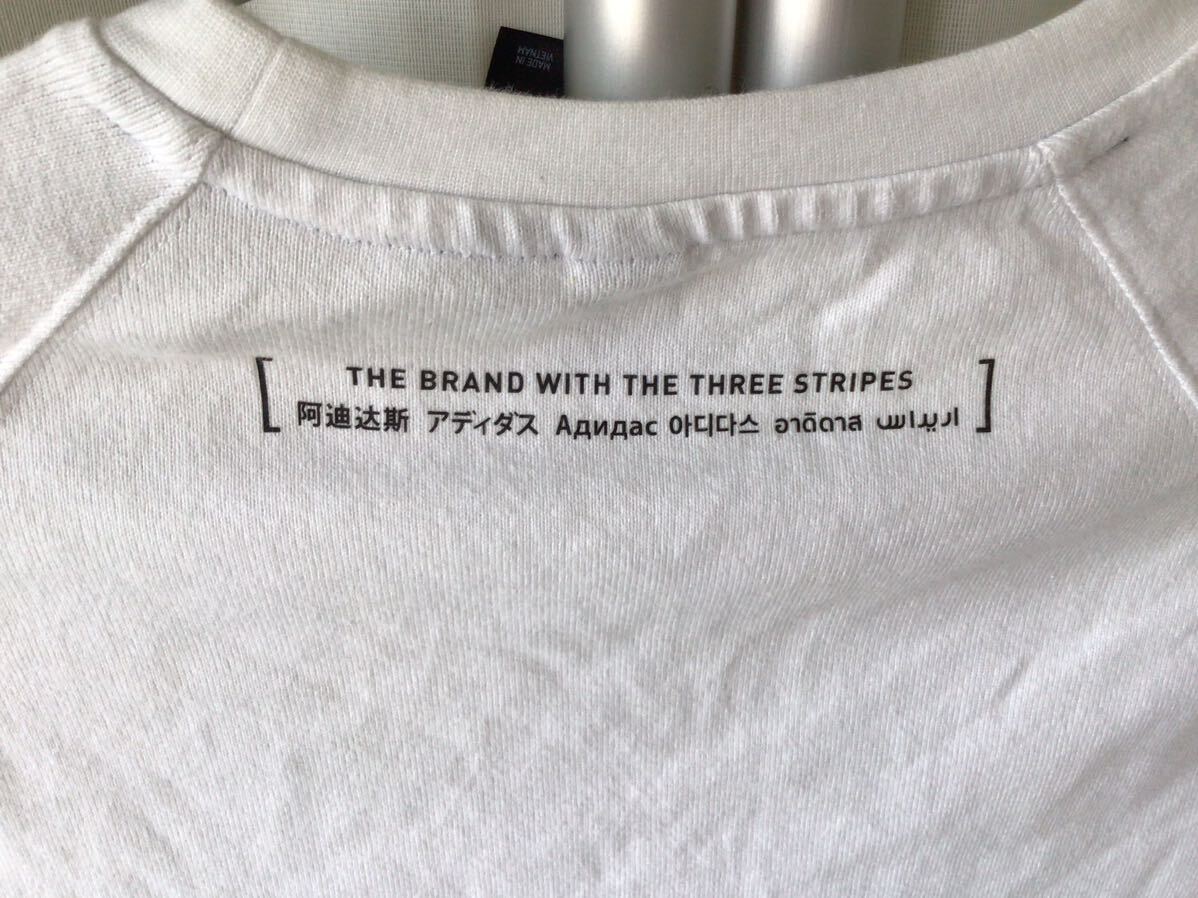 MADE IN
VIETNAM
THE BRAND WITH THE THREE STRIPES
阿迪达斯 アディダス Адидас 아디다스 อาดิดาส اديداس